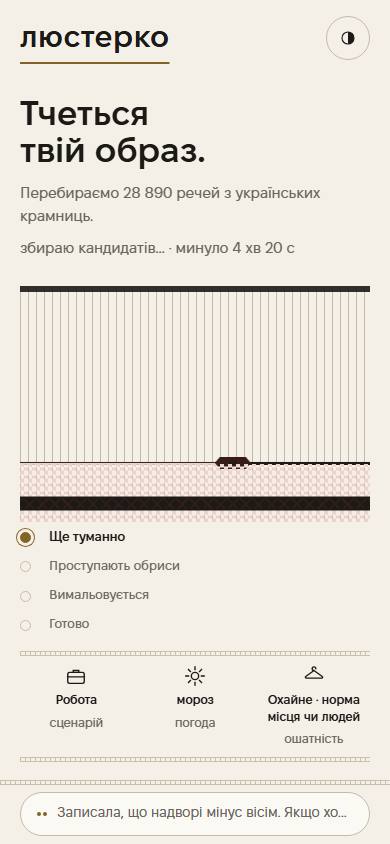 люстерко
Тчеться
твій образ.
Перебираємо 28 890 речей з українських
крамниць.
збираю кандидатів... · минуло 4 хв 20 с
Ще туманно
Проступають обриси
Вимальовується
Готово
Робота
сценарій
мороз
погода
Охайне · норма
місця чи людей
ошатність
Записала, що надворі мінус вісім. Якщо хо...